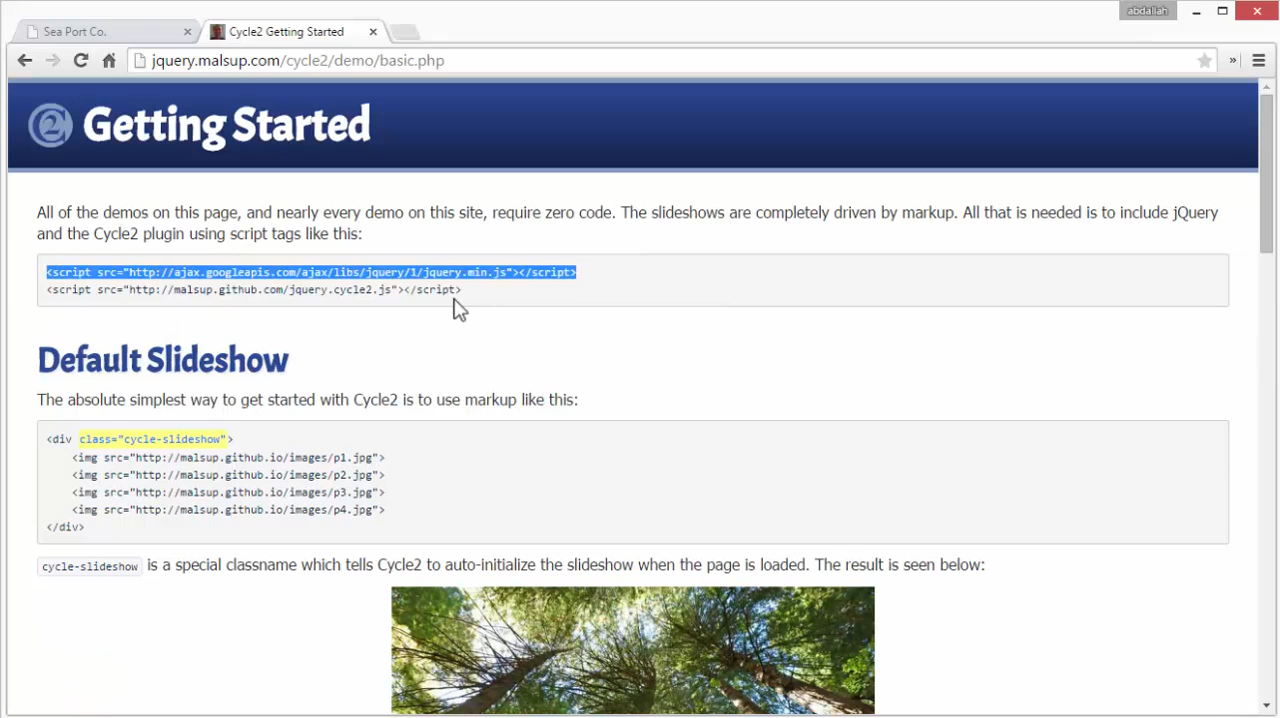 abdallah
Sea Port Co.
Cycle2 Getting Started
jquery.malsup.com/cycle2/demo/basic.php
Getting Started
All of the demos on this page, and nearly every demo on this site, require zero code. The slideshows are completely driven by markup. All that is needed is to include jQuery
and the Cycle2 plugin using script tags like this:
<script src="http://ajax.googleapis.com/ajax/libs/jquery/1/jquery.min.js"></script>
<script src="http://malsup.github.com/jquery.cycle2.js"></script>
Default Slideshow
The absolute simplest way to get started with Cycle2 is to use markup like this:
<div class="cycle-slideshow">
<img src="http://malsup.github.io/images/p1.jpg">
<img src="http://malsup.github.io/images/p2.jpg">
<img src="http://malsup.github.io/images/p3.jpg">
<img src="http://malsup.github.io/images/p4.jpg">
</div>
cycle-slideshow is a special classname which tells Cycle2 to auto-initialize the slideshow when the page is loaded. The result is seen below: